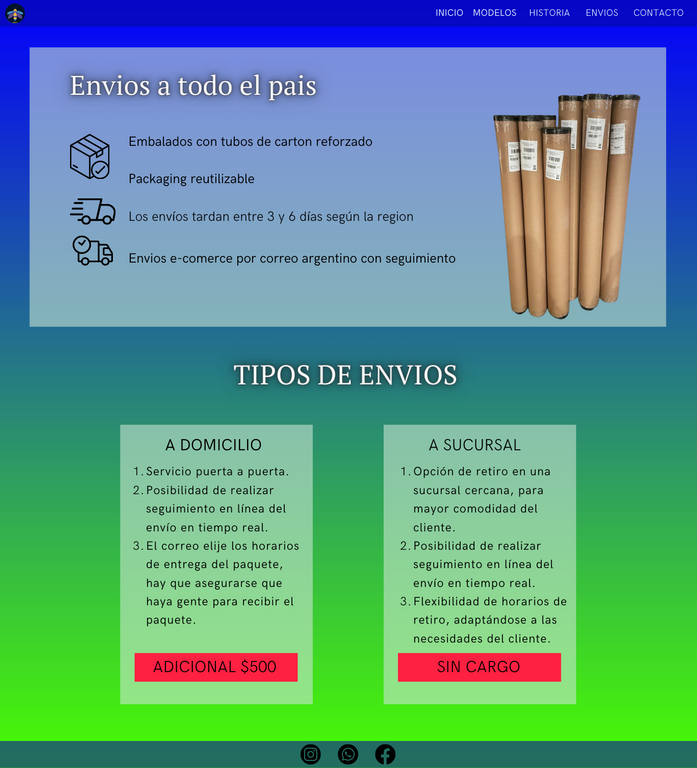 INICIO MODELOS HISTORIA ENVIOS CONTACTO
Envios a todo el pais
Embalados con tubos de carton reforzado
Packaging reutilizable
Los envíos tardan entre 3 y 6 días según la region
Envios e-comerce por correo argentino con seguimiento
TIPOS DE ENVIOS
A DOMICILIO
1. Servicio puerta a puerta.
2. Posibilidad de realizar
seguimiento en línea del
envío en tiempo real.
3. El correo elije los horarios
de entrega del paquete,
hay que asegurarse que
haya gente para recibir el
paquete.
ADICIONAL $500
A SUCURSAL
1. Opción de retiro en una
sucursal cercana, para
mayor comodidad del
cliente.
2. Posibilidad de realizar
seguimiento en línea del
envío en tiempo real.
3. Flexibilidad de horarios de
retiro, adaptándose a las
necesidades del cliente.
SIN CARGO